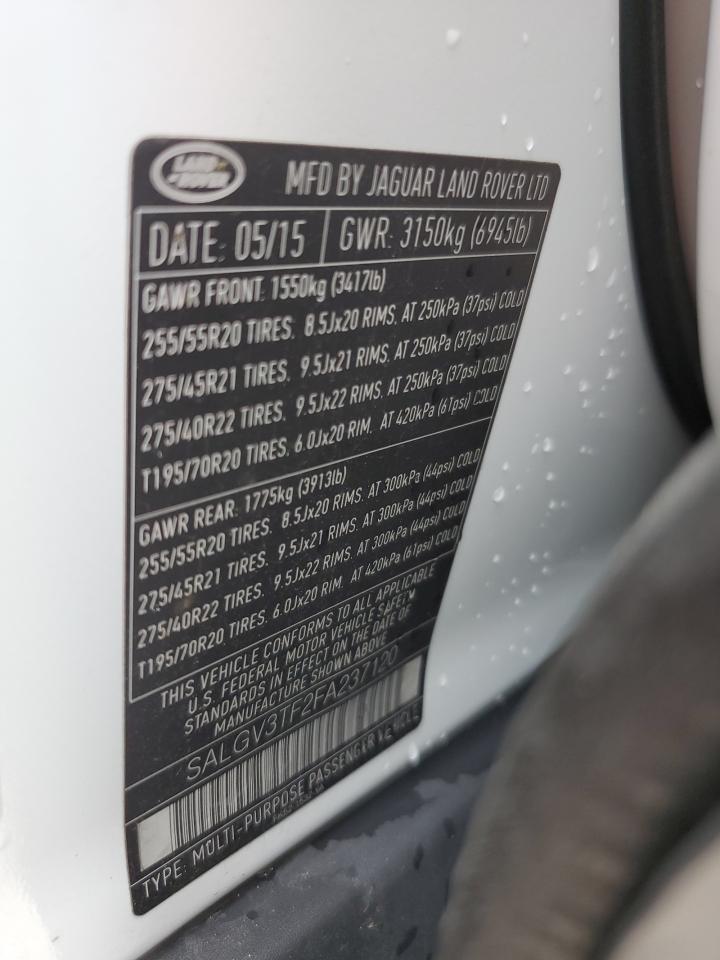 LAND ROVER
MFD BY JAGUAR LAND ROVER LTD
DATE: 05/15 GWR: 3150kg (6945lb)
GAWR FRONT: 1550kg (3417lb)
255/55R20 TIRES, 8.5Jx20 RIMS, AT 250kPa (37psi) COLD
275/45R21 TIRES, 9.5Jx21 RIMS, AT 250kPa (37psi) COLD
275/40R22 TIRES, 9.5Jx22 RIMS, AT 250kPa (37psi) COLD
T195/70R20 TIRES, 6.0Jx20 RIM, AT 420kPa (61psi) COLD
GAWR REAR: 1775kg (3913lb)
255/55R20 TIRES, 8.5Jx20 RIMS, AT 300kPa (44psi) COLD
275/45R21 TIRES, 9.5Jx21 RIMS, AT 300kPa (44psi) COLD
275/40R22 TIRES, 9.5Jx22 RIMS, AT 300kPa (44psi) COLD
T195/70R20 TIRES, 6.0Jx20 RIM, AT 420kPa (61psi) COLD
THIS VEHICLE CONFORMS TO ALL APPLICABLE
U.S. FEDERAL MOTOR VEHICLE SAFETY
STANDARDS IN EFFECT ON THE DATE OF
MANUFACTURE SHOWN ABOVE
SALGV3TF2FA237120
TYPE: MULTI-PURPOSE PASSENGER VEHICLE